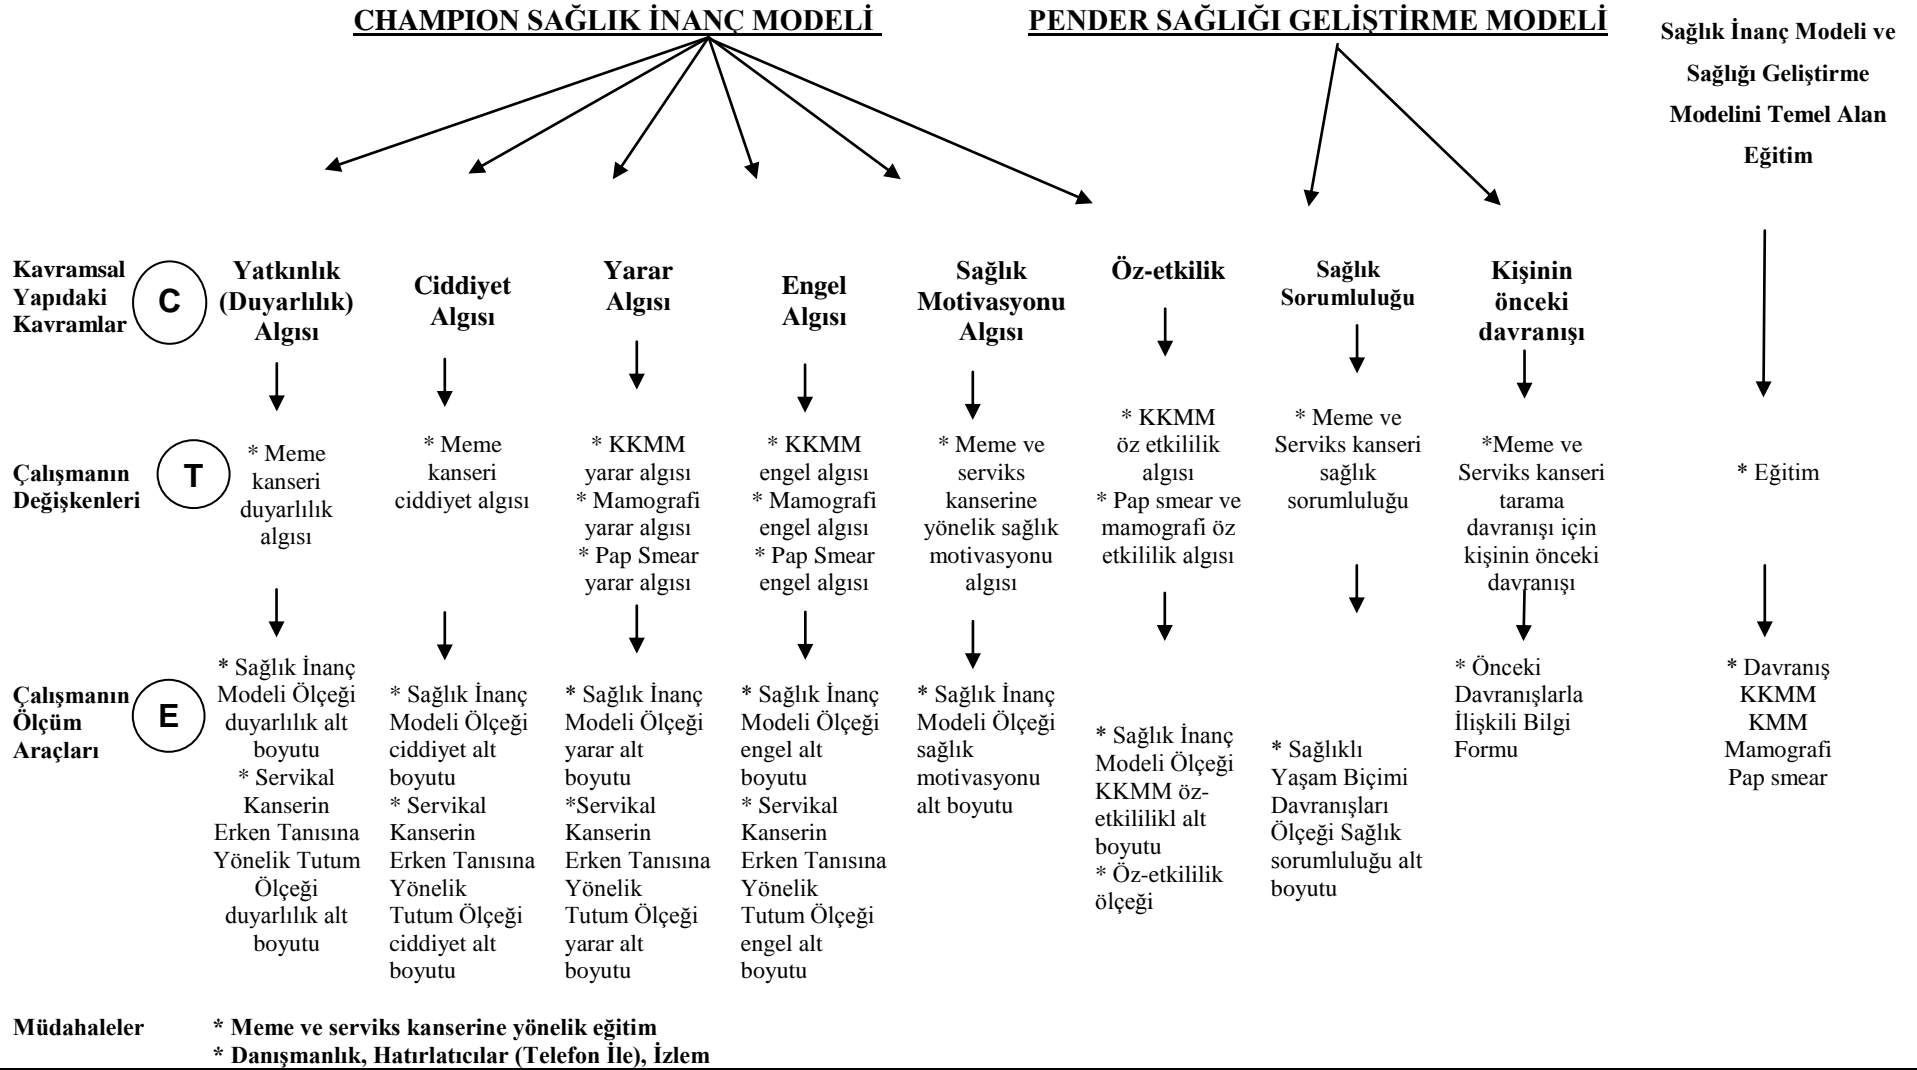 CHAMPION SAĞLIK İNANÇ MODELİ
PENDER SAĞLIĞI GELİŞTİRME MODELİ
Sağlık İnanç Modeli ve
Sağlığı Geliştirme
Modelini Temel Alan
Eğitim
Kavramsal
Yapıdaki
Kavramlar
C
Yatkınlık
(Duyarlılık)
Algısı
Ciddiyet
Algısı
Yarar
Algısı
Engel
Algısı
Sağlık
Motivasyonu
Algısı
Öz-etkilik
Sağlık
Sorumluluğu
Kişinin
önceki
davranışı
Çalışmanın
Değişkenleri
T
* Meme
kanseri
duyarlılık
algısı
* Meme
kanseri
ciddiyet algısı
* KKMM
yarar algısı
* Mamografi
yarar algısı
* Pap Smear
yarar algısı
* KKMM
engel algısı
* Mamografi
engel algısı
* Pap Smear
engel algısı
* Meme ve
serviks
kanserine
yönelik sağlık
motivasyonu
algısı
* KKMM
öz etkililik
algısı
* Pap smear ve
mamografi öz
etkililik algısı
* Meme ve
Serviks kanseri
sağlık
sorumluluğu
*Meme ve
Serviks kanseri
tarama
davranışı için
kişinin önceki
davranışı
* Eğitim
Çalışmanın
Ölçüm
Araçları
E
* Sağlık İnanç
Modeli Ölçeği
duyarlılık alt
boyutu
* Servikal
Kanserin
Erken Tanısına
Yönelik Tutum
Ölçeği
duyarlılık alt
boyutu
* Sağlık İnanç
Modeli Ölçeği
ciddiyet alt
boyutu
* Servikal
Kanserin
Erken Tanısına
Yönelik
Tutum Ölçeği
ciddiyet alt
boyutu
* Sağlık İnanç
Modeli Ölçeği
yarar alt
boyutu
*Servikal
Kanserin
Erken Tanısına
Yönelik
Tutum Ölçeği
yarar alt
boyutu
* Sağlık İnanç
Modeli Ölçeği
engel alt
boyutu
* Servikal
Kanserin
Erken Tanısına
Yönelik
Tutum Ölçeği
engel alt
boyutu
* Sağlık İnanç
Modeli Ölçeği
sağlık
motivasyonu
alt boyutu
* Sağlık İnanç
Modeli Ölçeği
KKMM öz-
etkililikl alt
boyutu
* Öz-etkililik
ölçeği
* Sağlıklı
Yaşam Biçimi
Davranışları
Ölçeği Sağlık
sorumluluğu alt
boyutu
* Önceki
Davranışlarla
İlişkili Bilgi
Formu
* Davranış
KKMM
KMM
Mamografi
Pap smear
Müdahaleler
* Meme ve serviks kanserine yönelik eğitim
* Danışmanlık, Hatırlatıcılar (Telefon İle), İzlem